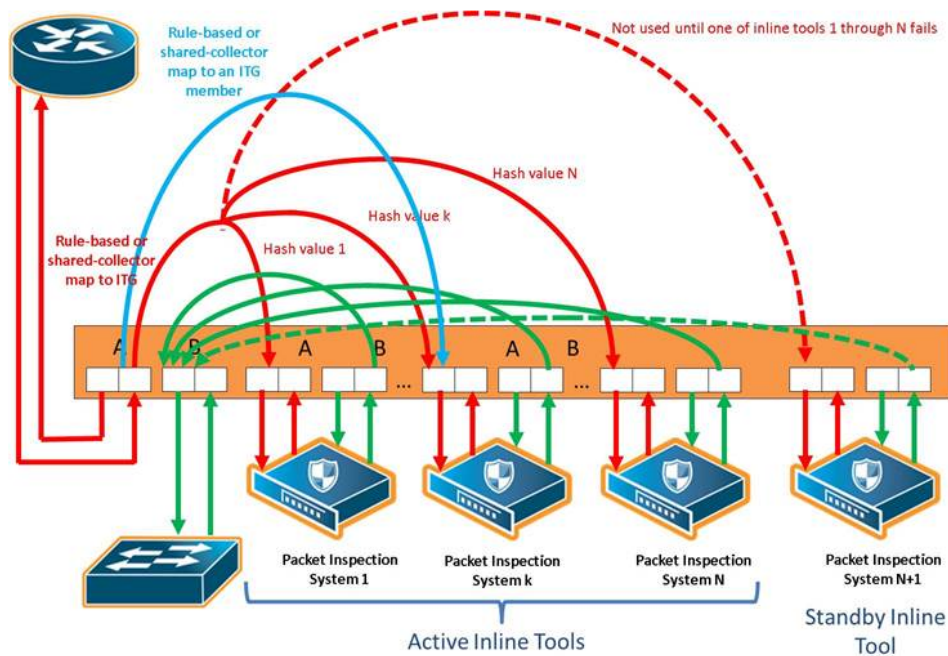 Rule-based or
shared-collector
map to an ITG
member
Not used until one of inline tools 1 through N fails
Hash value N
Hash value k
Hash value 1
Rule-based or
shared-collector
map to ITG
A
B
A
B
A
B
...
...
Packet Inspection
System 1
Packet Inspection
System k
Packet Inspection
System N
Packet Inspection
System N+1
Active Inline Tools
Standby Inline
Tool